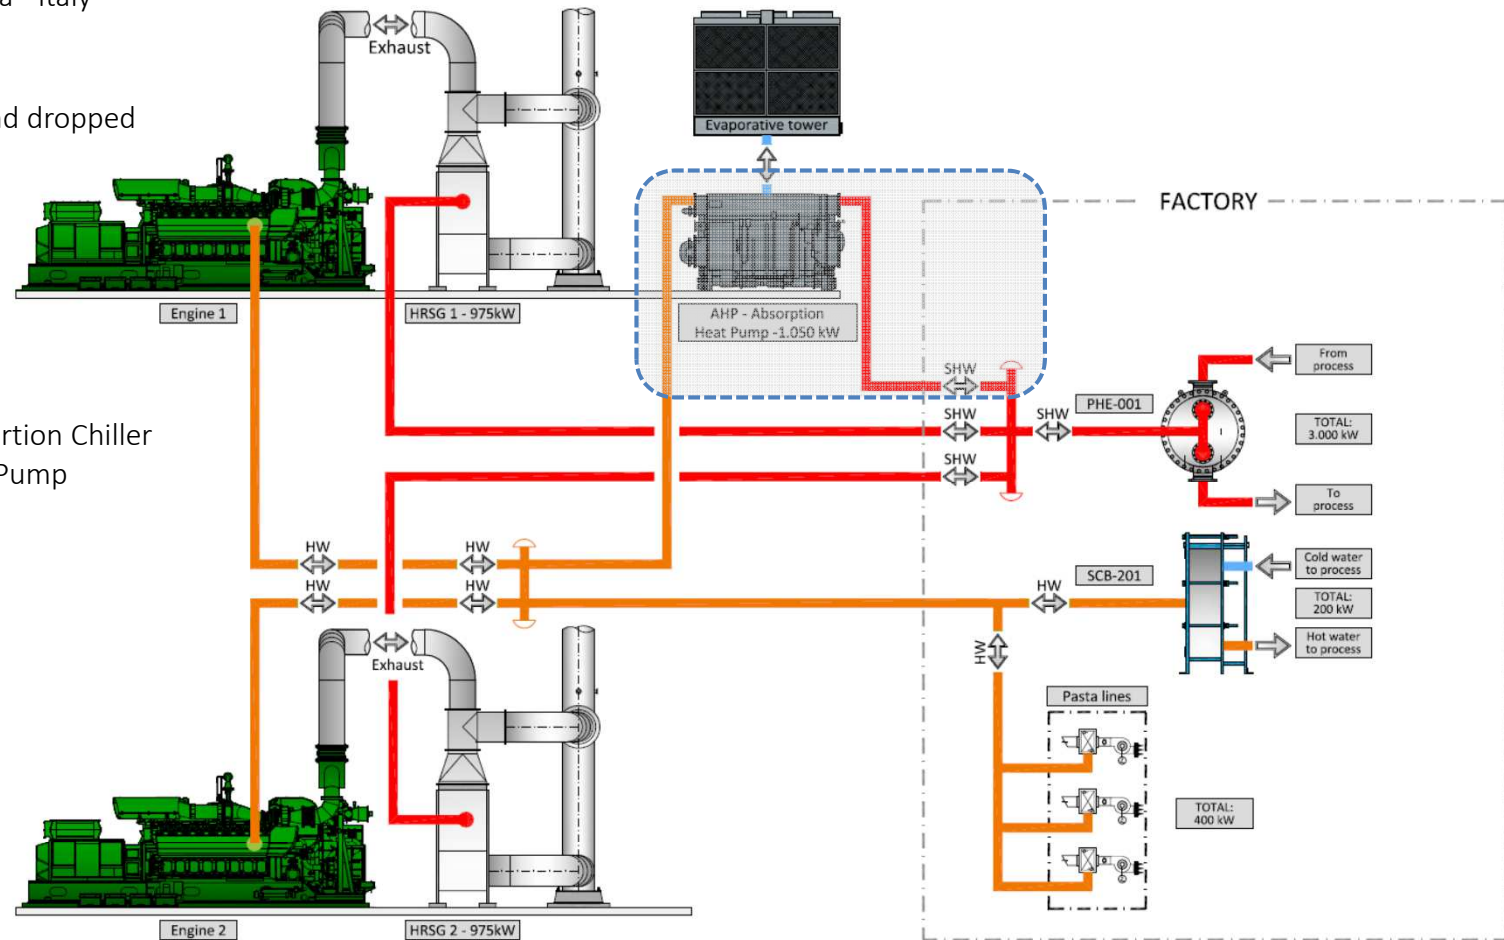 Italy
Exhaust
Evaporative tower
d dropped
FACTORY
Engine 1
HRSG 1 - 975kW
AHP - Absorption
Heat Pump -1.050 kW
From
process
SHW
PHE-001
SHW
SHW
TOTAL:
3.000 kW
rtion Chiller
Pump
SHW
To
process
HW
HW
Cold water
to process
HW
HW
HW
SCB-201
TOTAL:
200 kW
Hot water
to process
HW
Exhaust
Pasta lines
TOTAL:
400 kW
Engine 2
HRSG 2 - 975kW